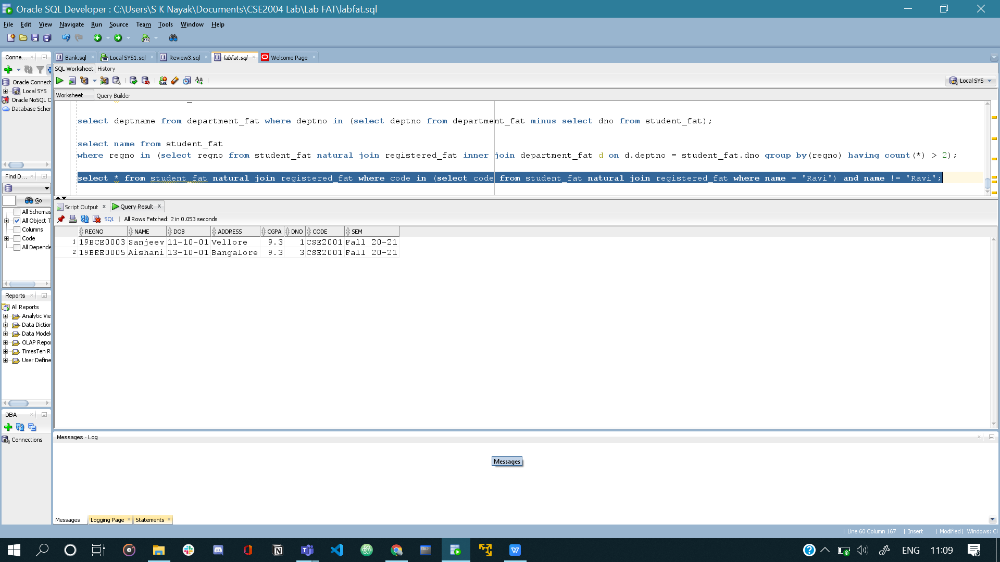 Oracle SQL Developer : C:\Users\S K Nayak\Documents\CSE2004 Lab\Lab FAT\labfat.sql
File Edit View Navigate Run Source Team Tools Window Help
Conne...
Bank.sql Local SYS1.sql Review3.sql labfat.sql Welcome Page
SQL Worksheet History
Oracle Connect
Local SYS
Oracle NoSQL C
Database Scher
Local SYS
Worksheet Query Builder
select deptname from department_fat where deptno in (select deptno from department_fat minus select dno from student_fat);
select name from student_fat
where regno in (select regno from student_fat natural join registered_fat inner join department_fat d on d.deptno = student_fat.dno group by(regno) having count(*) > 2);
select * from student_fat natural join registered_fat where code in (select code from student_fat natural join registered_fat where name = 'Ravi') and name != 'Ravi';
Find D...
Go
All Schemas
All Object T
Columns
Code
All Depende
Script Output Query Result
SQL All Rows Fetched: 2 in 0.053 seconds
REGNO NAME DOB ADDRESS CGPA DNO CODE SEM
1 19BCE0003 Sanjeev 11-10-01 Vellore 9.3 1 CSE2001 Fall 20-21
2 19BEE0005 Aishani 13-10-01 Bangalore 9.3 3 CSE2001 Fall 20-21
Reports
All Reports
Analytic Vie
Data Diction
Data Model
OLAP Repor
TimesTen R
User Define
DBA
Connections
Messages - Log
Messages
Messages Logging Page Statements
Line 60 Column 167 Insert Modified Windows: Cl
ENG 11:09